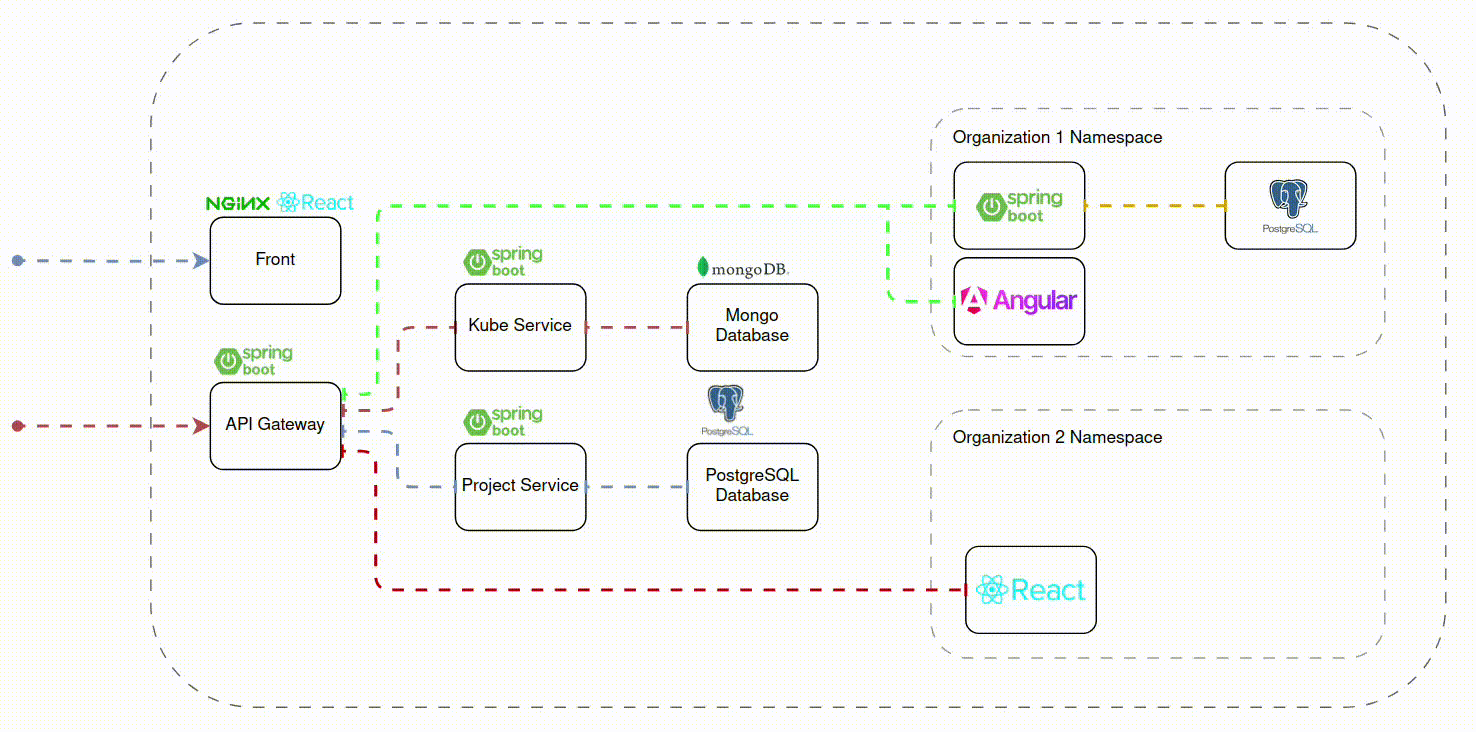 Organization 1 Namespace
spring
boot
PostgreSQL
Angular
NGiNX React
Front
spring
boot
Kube Service
mongoDB.
Mongo
Database
spring
boot
API Gateway
spring
boot
Project Service
PostgreSQL
PostgreSQL
Database
Organization 2 Namespace
React